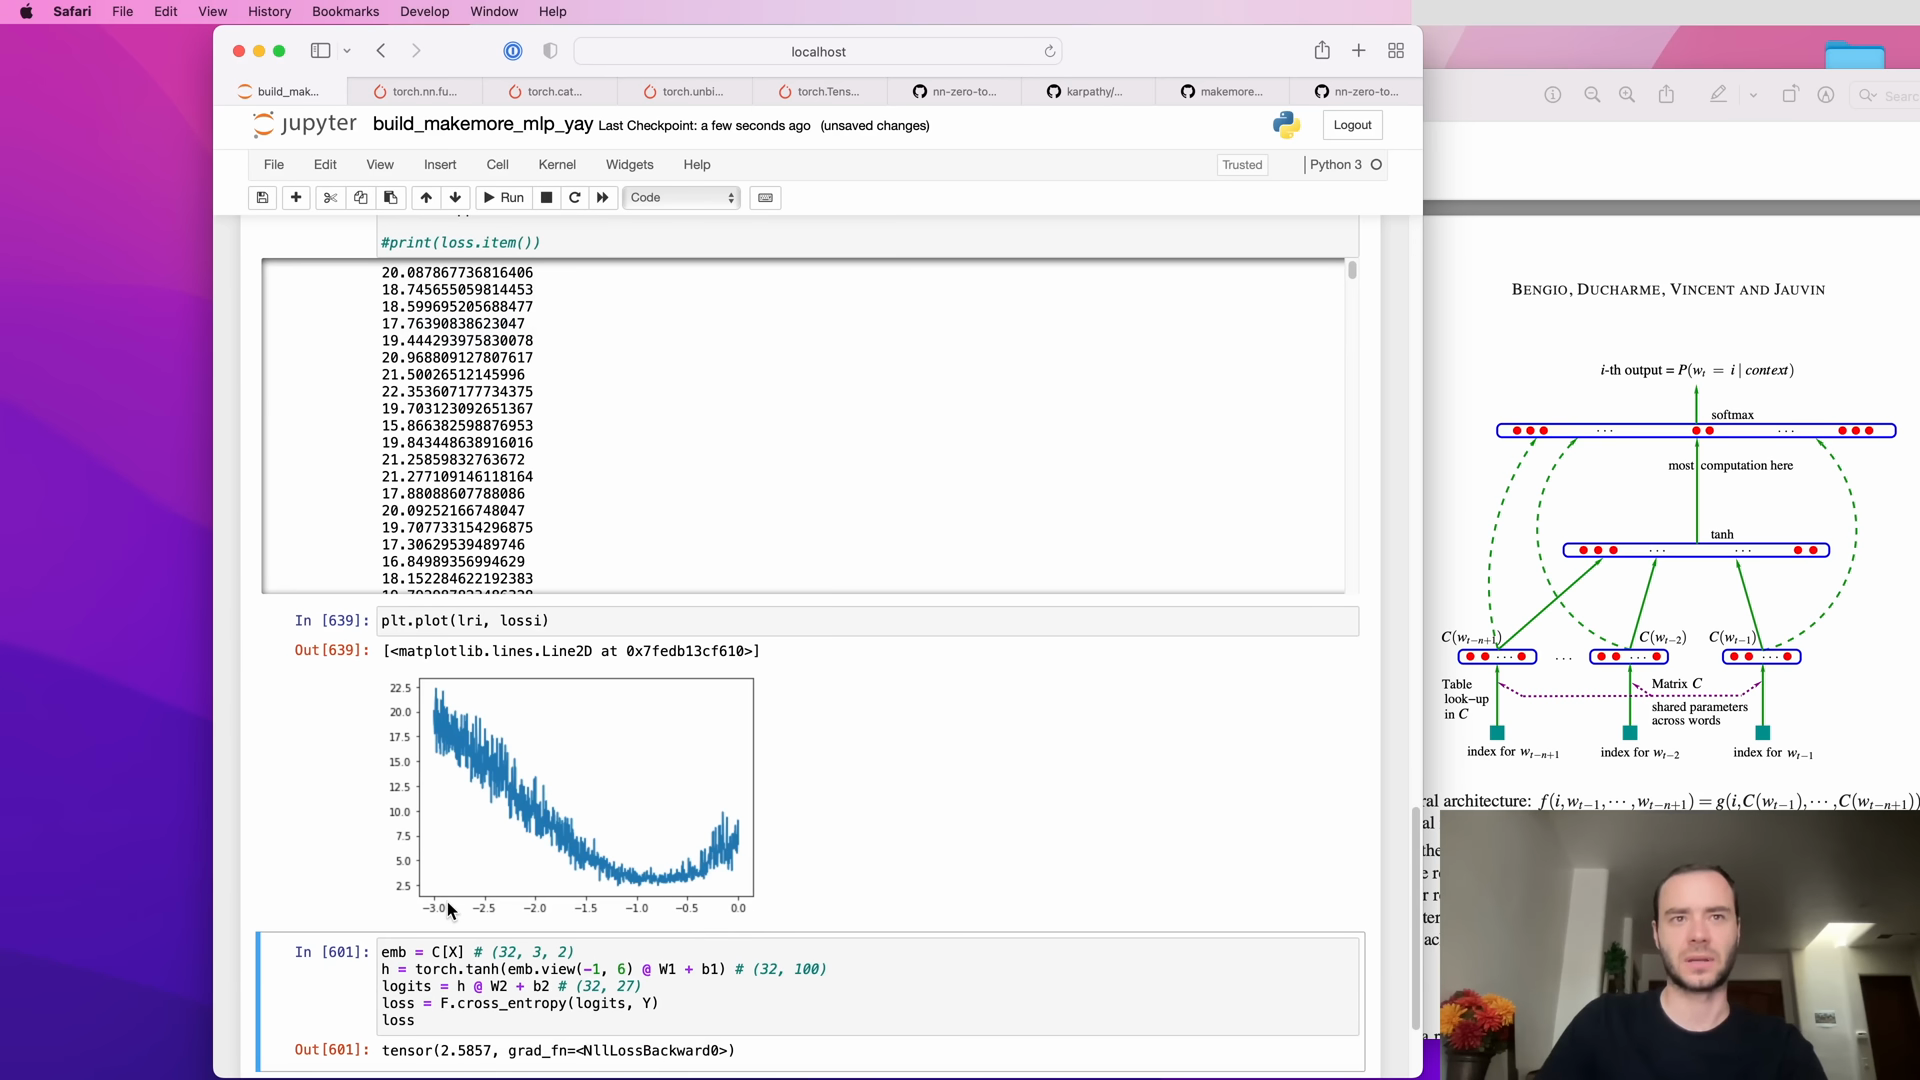 Safari File Edit View History Bookmarks Develop Window Help
localhost
build_mak... torch.nn.fu... torch.cat... torch.unbi... torch.Tens... nn-zero-to... karpathy/... makemore... nn-zero-to...
jupyter build_makemore_mlp_yay Last Checkpoint: a few seconds ago (unsaved changes)
Logout
File Edit View Insert Cell Kernel Widgets Help
Trusted
Python 3
Run
Code
#print(loss.item())
20.087867736816406
18.745655059814453
18.599695205688477
17.76390838623047
19.444293975830078
20.968809127807617
21.50026512145996
22.353607177734375
19.703123092651367
15.866382598876953
19.843448638916016
21.25859832763672
21.277109146118164
17.88088607788086
20.09252166748047
19.707733154296875
17.30629539489746
16.84989356994629
18.152284622192383
In [639]: plt.plot(lri, lossi)
Out[639]: [<matplotlib.lines.Line2D at 0x7fedb13cf610>]
22.5
20.0
17.5
15.0
12.5
10.0
7.5
5.0
2.5
−3.0 −2.5 −2.0 −1.5 −1.0 −0.5 0.0
In [601]: emb = C[X] # (32, 3, 2)
h = torch.tanh(emb.view(-1, 6) @ W1 + b1) # (32, 100)
logits = h @ W2 + b2 # (32, 27)
loss = F.cross_entropy(logits, Y)
loss
Out[601]: tensor(2.5857, grad_fn=<NllLossBackward0>)
Search
BENGIO, DUCHARME, VINCENT AND JAUVIN
i-th output = P(w_t = i | context)
softmax
. . .
. . .
most computation here
tanh
. . .
. . .
C(w_{t−n+1}) C(w_{t−2}) C(w_{t−1})
. . .
Table
look−up
in C
Matrix C
shared parameters
across words
index for w_{t−n+1} index for w_{t−2} index for w_{t−1}
ral architecture: f(i,w_{t−1},⋯,w_{t−n+1}) = g(i,C(w_{t−1}),⋯,C(w_{t−n+1}))